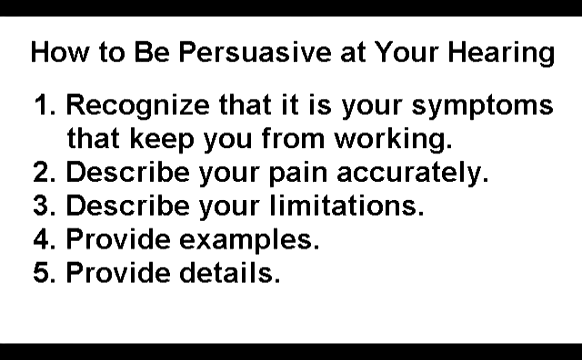 How to Be Persuasive at Your Hearing
1. Recognize that it is your symptoms
that keep you from working.
2. Describe your pain accurately.
3. Describe your limitations.
4. Provide examples.
5. Provide details.